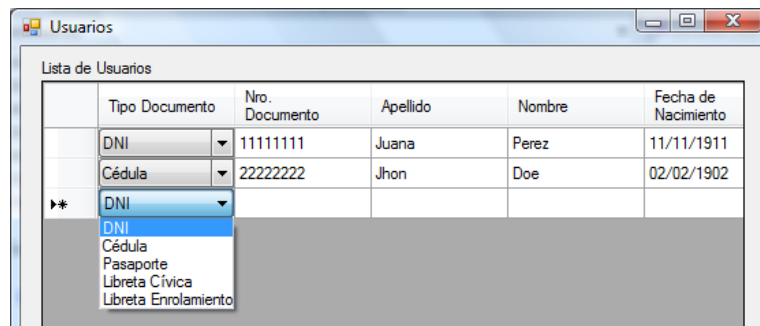 Usuarios
Lista de Usuarios
Tipo Documento Nro. Documento Apellido Nombre Fecha de Nacimiento
DNI 11111111 Juana Perez 11/11/1911
Cédula 22222222 Jhon Doe 02/02/1902
DNI
DNI
Cédula
Pasaporte
Libreta Cívica
Libreta Enrolamiento